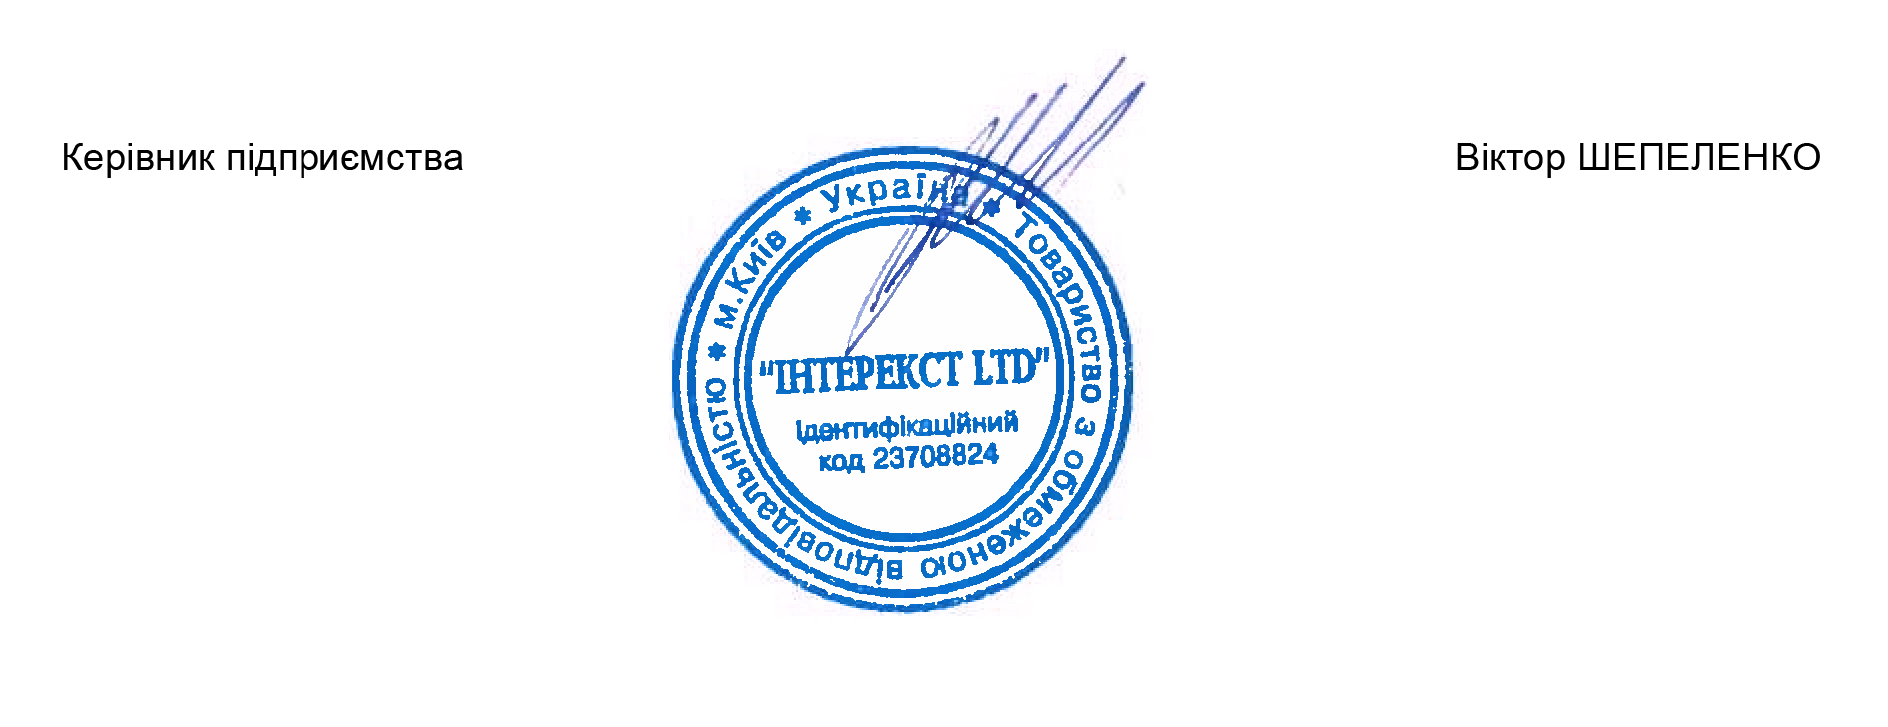 Керівник підприємства
Віктор ШЕПЕЛЕНКО
* Україна * Товариство з обмеженою відповідальністю * м.Київ
"ІНТЕРЕКСТ LTD"
Ідентифікаційний
код 23708824